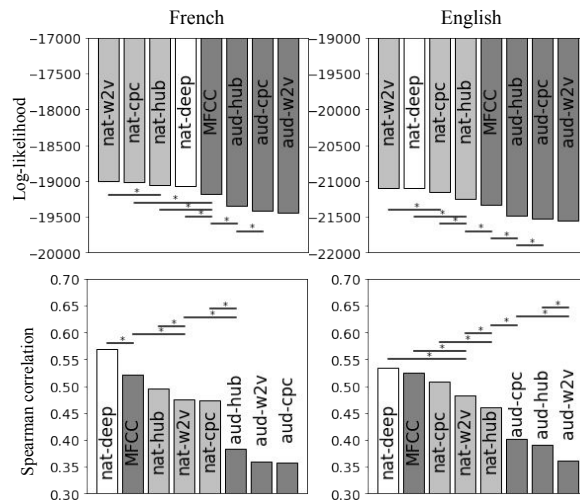 French
English
Log-likelihood
−17000
−17500
−18000
−18500
−19000
−19500
−20000
nat-w2v
nat-cpc
nat-hub
nat-deep
MFCC
aud-hub
aud-cpc
aud-w2v
* * * * * *
−19000
−19500
−20000
−20500
−21000
−21500
−22000
nat-w2v
nat-deep
nat-cpc
nat-hub
MFCC
aud-hub
aud-cpc
aud-w2v
* * * * * *
Spearman correlation
0.70
0.65
0.60
0.55
0.50
0.45
0.40
0.35
0.30
nat-deep
MFCC
nat-hub
nat-w2v
nat-cpc
aud-hub
aud-w2v
aud-cpc
* * * * * *
0.70
0.65
0.60
0.55
0.50
0.45
0.40
0.35
0.30
nat-deep
MFCC
nat-cpc
nat-w2v
nat-hub
aud-cpc
aud-hub
aud-w2v
* * * * * * *